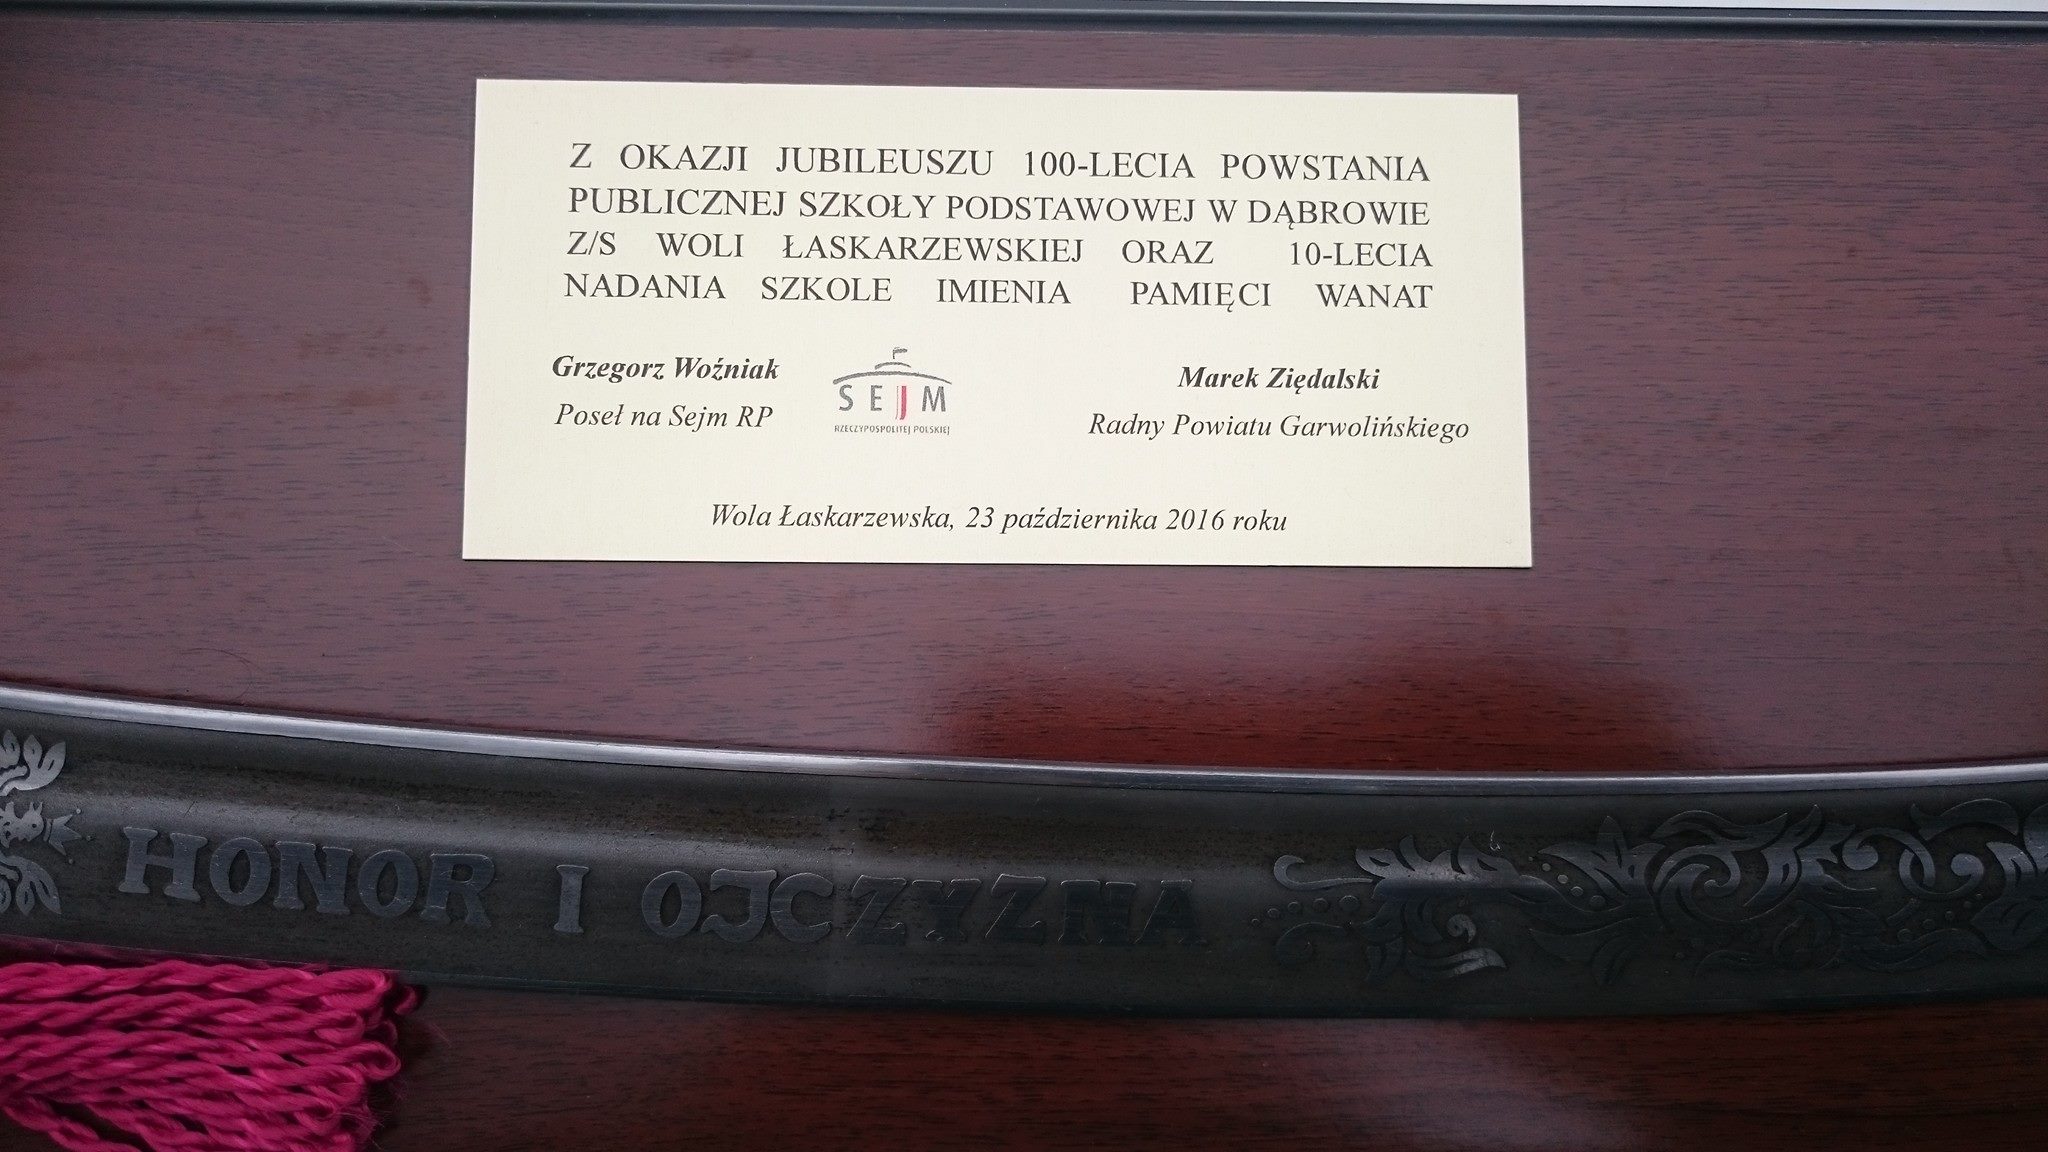 Z OKAZJI JUBILEUSZU 100-LECIA POWSTANIA
PUBLICZNEJ SZKOŁY PODSTAWOWEJ W DĄBROWIE
Z/S WOLI ŁASKARZEWSKIEJ ORAZ 10-LECIA
NADANIA SZKOLE IMIENIA PAMIĘCI WANAT
Grzegorz Woźniak
Poseł na Sejm RP
SEJM
RZECZYPOSPOLITEJ POLSKIEJ
Marek Ziędalski
Radny Powiatu Garwolińskiego
Wola Łaskarzewska, 23 października 2016 roku
HONOR I OJCZYZNA